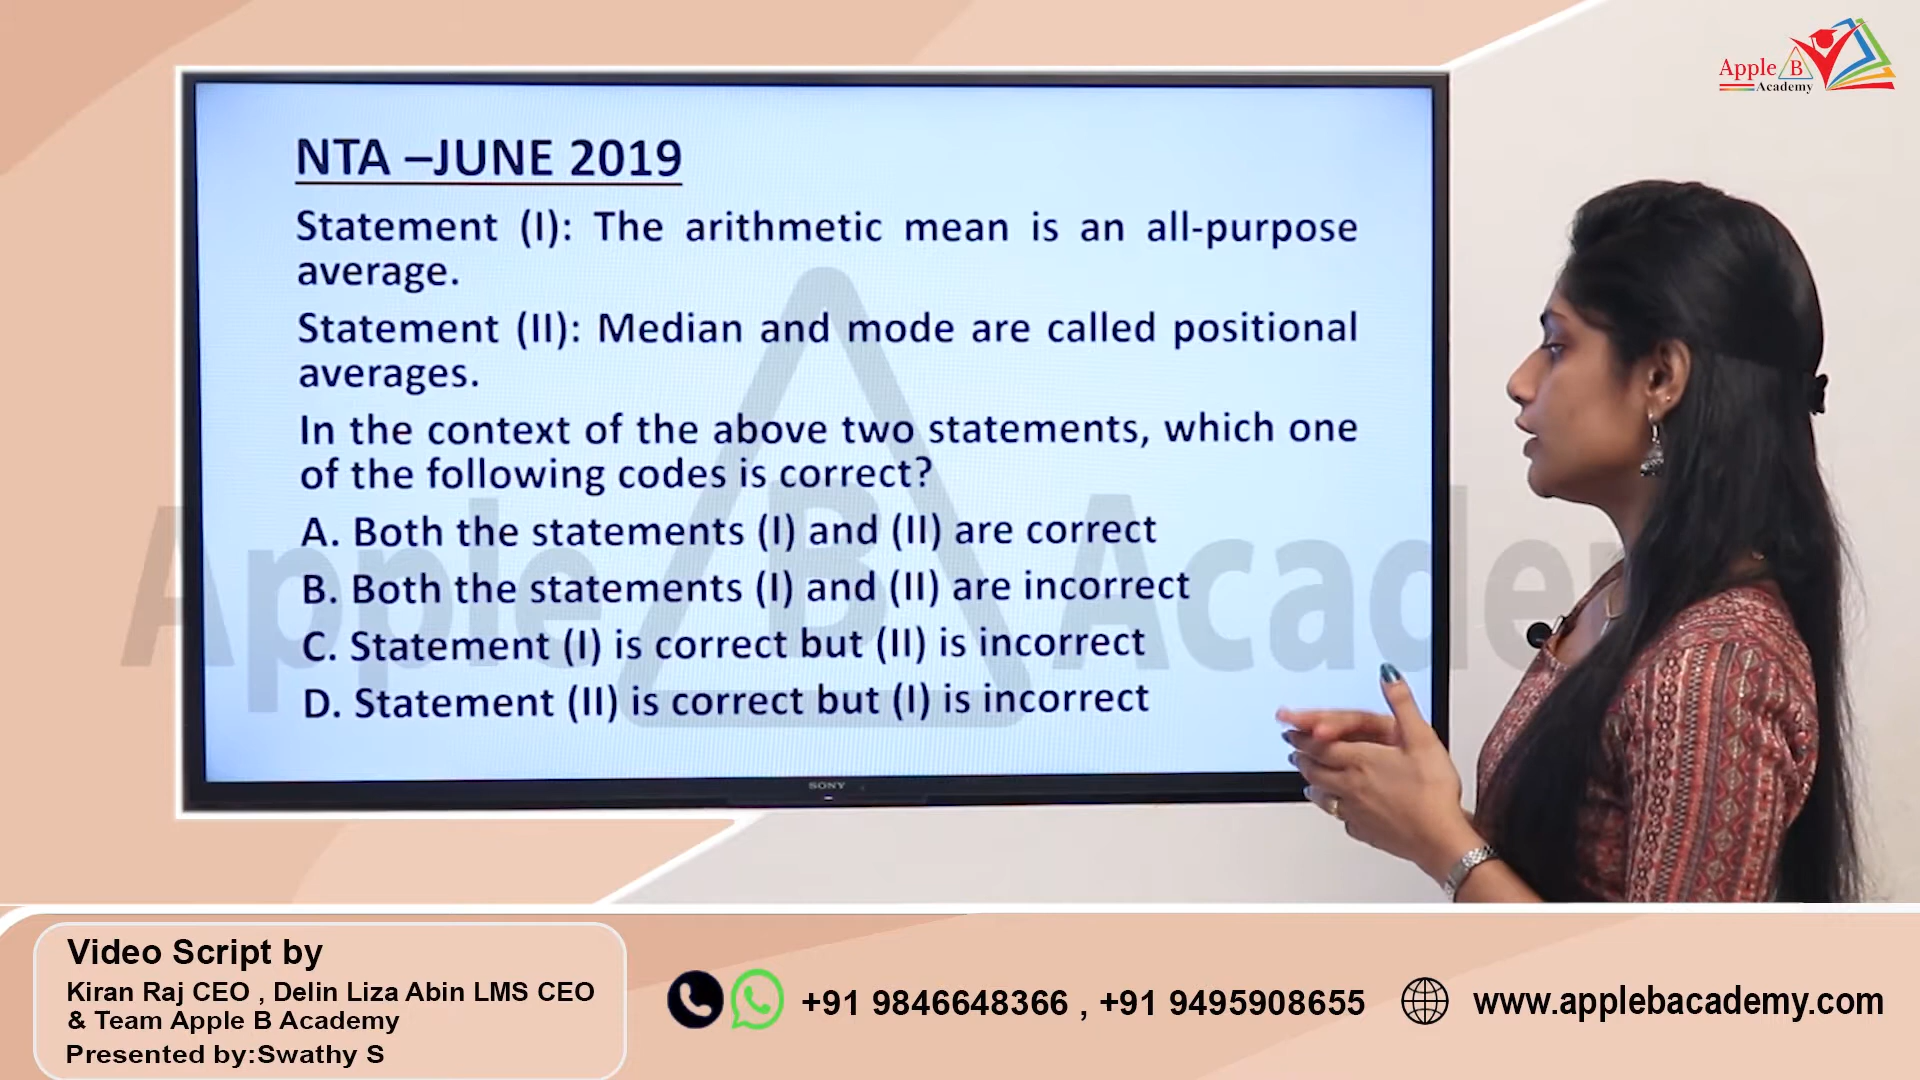 Apple B
Academy
NTA –JUNE 2019
Statement (I): The arithmetic mean is an all-purpose
average.
Statement (II): Median and mode are called positional
averages.
In the context of the above two statements, which one
of the following codes is correct?
A. Both the statements (I) and (II) are correct
B. Both the statements (I) and (II) are incorrect
C. Statement (I) is correct but (II) is incorrect
D. Statement (II) is correct but (I) is incorrect
Apple B Academ
SONY
Video Script by
Kiran Raj CEO , Delin Liza Abin LMS CEO
& Team Apple B Academy
Presented by:Swathy S
+91 9846648366 , +91 9495908655
www.applebacademy.com